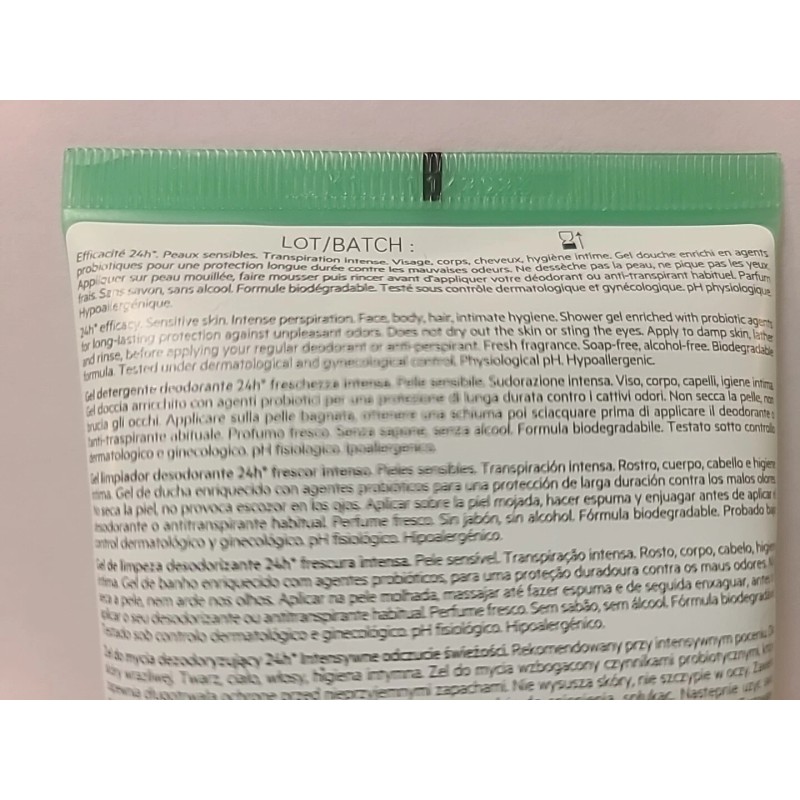 LOT/BATCH :
Efficacité 24h*. Peaux sensibles. Transpiration intense. Visage, corps, cheveux, hygiène intime. Gel douche enrichi en agents
probiotiques pour une protection longue durée contre les mauvaises odeurs. Ne dessèche pas la peau, ne pique pas les yeux.
Appliquer sur peau mouillée, faire mousser puis rincer avant d'appliquer votre déodorant ou anti-transpirant habituel. Parfum
frais. Sans savon, sans alcool. Formule biodégradable. Testé sous contrôle dermatologique et gynécologique. pH physiologique.
Hypoallergénique.
24h* efficacy. Sensitive skin. Intense perspiration. Face, body, hair, intimate hygiene. Shower gel enriched with probiotic agents
for long-lasting protection against unpleasant odors. Does not dry out the skin or sting the eyes. Apply to damp skin, lather
and rinse, before applying your regular deodorant or anti-perspirant. Fresh fragrance. Soap-free, alcohol-free. Biodegradable
formula. Tested under dermatological and gynecological control. Physiological pH. Hypoallergenic.
Gel detergente deodorante 24h* freschezza intensa. Pelle sensibile. Sudorazione intensa. Viso, corpo, capelli, igiene intima.
Gel doccia arricchito con agenti probiotici per una protezione di lunga durata contro i cattivi odori. Non secca la pelle, non
brucia gli occhi. Applicare sulla pelle bagnata, ottenere una schiuma poi sciacquare prima di applicare il deodorante o
anti-traspirante abituale. Profumo fresco. Senza sapone, senza alcool. Formula biodegradabile. Testato sotto controllo
dermatologico e ginecologico. pH fisiologico. Ipoallergenico.
Gel limpiador desodorante 24h* frescor intenso. Pieles sensibles. Transpiración intensa. Rostro, cuerpo, cabello e higiene
íntima. Gel de ducha enriquecido con agentes probióticos para una protección de larga duración contra los malos olores.
No seca la piel, no provoca escozor en los ojos. Aplicar sobre la piel mojada, hacer espuma y enjuagar antes de aplicar el
desodorante o antitranspirante habitual. Perfume fresco. Sin jabón, sin alcohol. Fórmula biodegradable. Probado bajo
control dermatológico y ginecológico. pH fisiológico. Hipoalergénico.
Gel de limpeza desodorizante 24h* frescura intensa. Pele sensível. Transpiração intensa. Rosto, corpo, cabelo, higiene
íntima. Gel de banho enriquecido com agentes probióticos, para uma proteção duradoura contra os maus odores. Não
seca a pele, nem arde nos olhos. Aplicar na pele molhada, massajar até fazer espuma e de seguida enxaguar, antes
aplicar o seu desodorizante ou antitranspirante habitual. Perfume fresco. Sem sabão, sem álcool. Fórmula biodegradável.
Testado sob controlo dermatológico e ginecológico. pH fisiológico. Hipoalergénico.
Żel do mycia dezodoryzujący 24h* Intensywne odczucie świeżości. Rekomendowany przy intensywnym poceniu.
skóry wrażliwej. Twarz, ciało, włosy, higiena intymna. Żel do mycia wzbogacony czynnikami probiotycznymi,
zapewnia długotrwałą ochronę przed nieprzyjemnymi zapachami. Nie wysusza skóry, nie szczypie w oczy.
spłukać. Następnie użyć